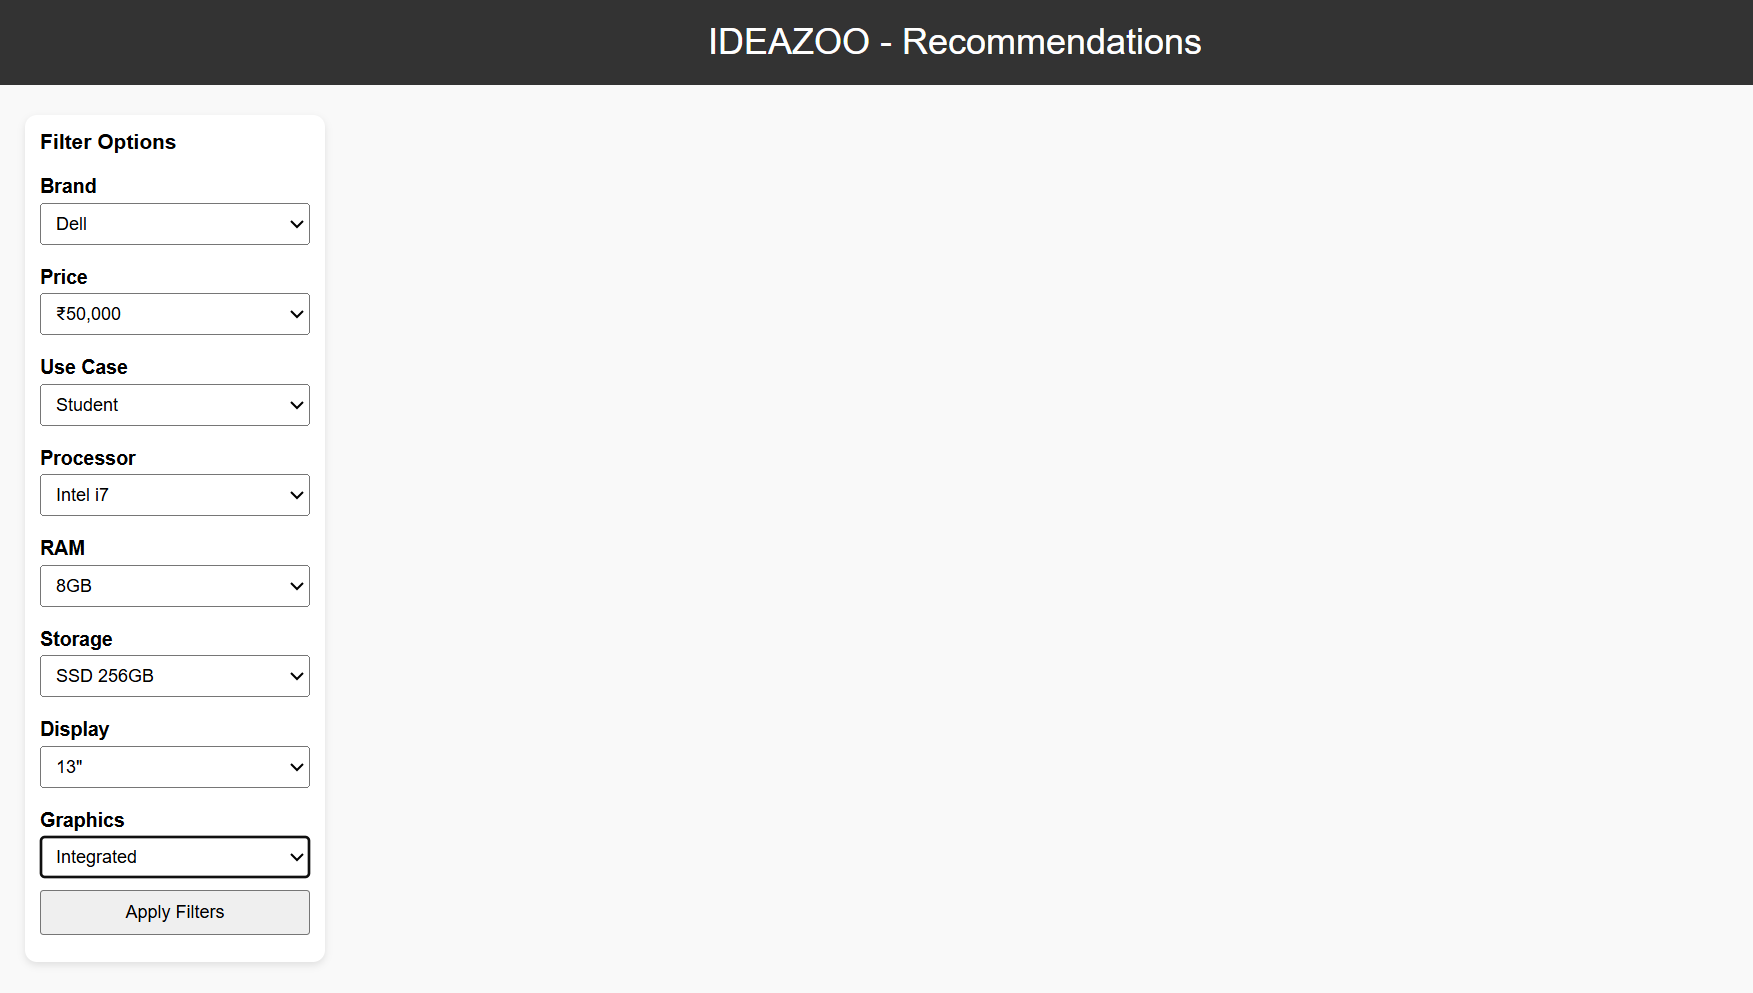 IDEAZOO - Recommendations
Filter Options
Brand
Dell
Price
₹50,000
Use Case
Student
Processor
Intel i7
RAM
8GB
Storage
SSD 256GB
Display
13"
Graphics
Integrated
Apply Filters